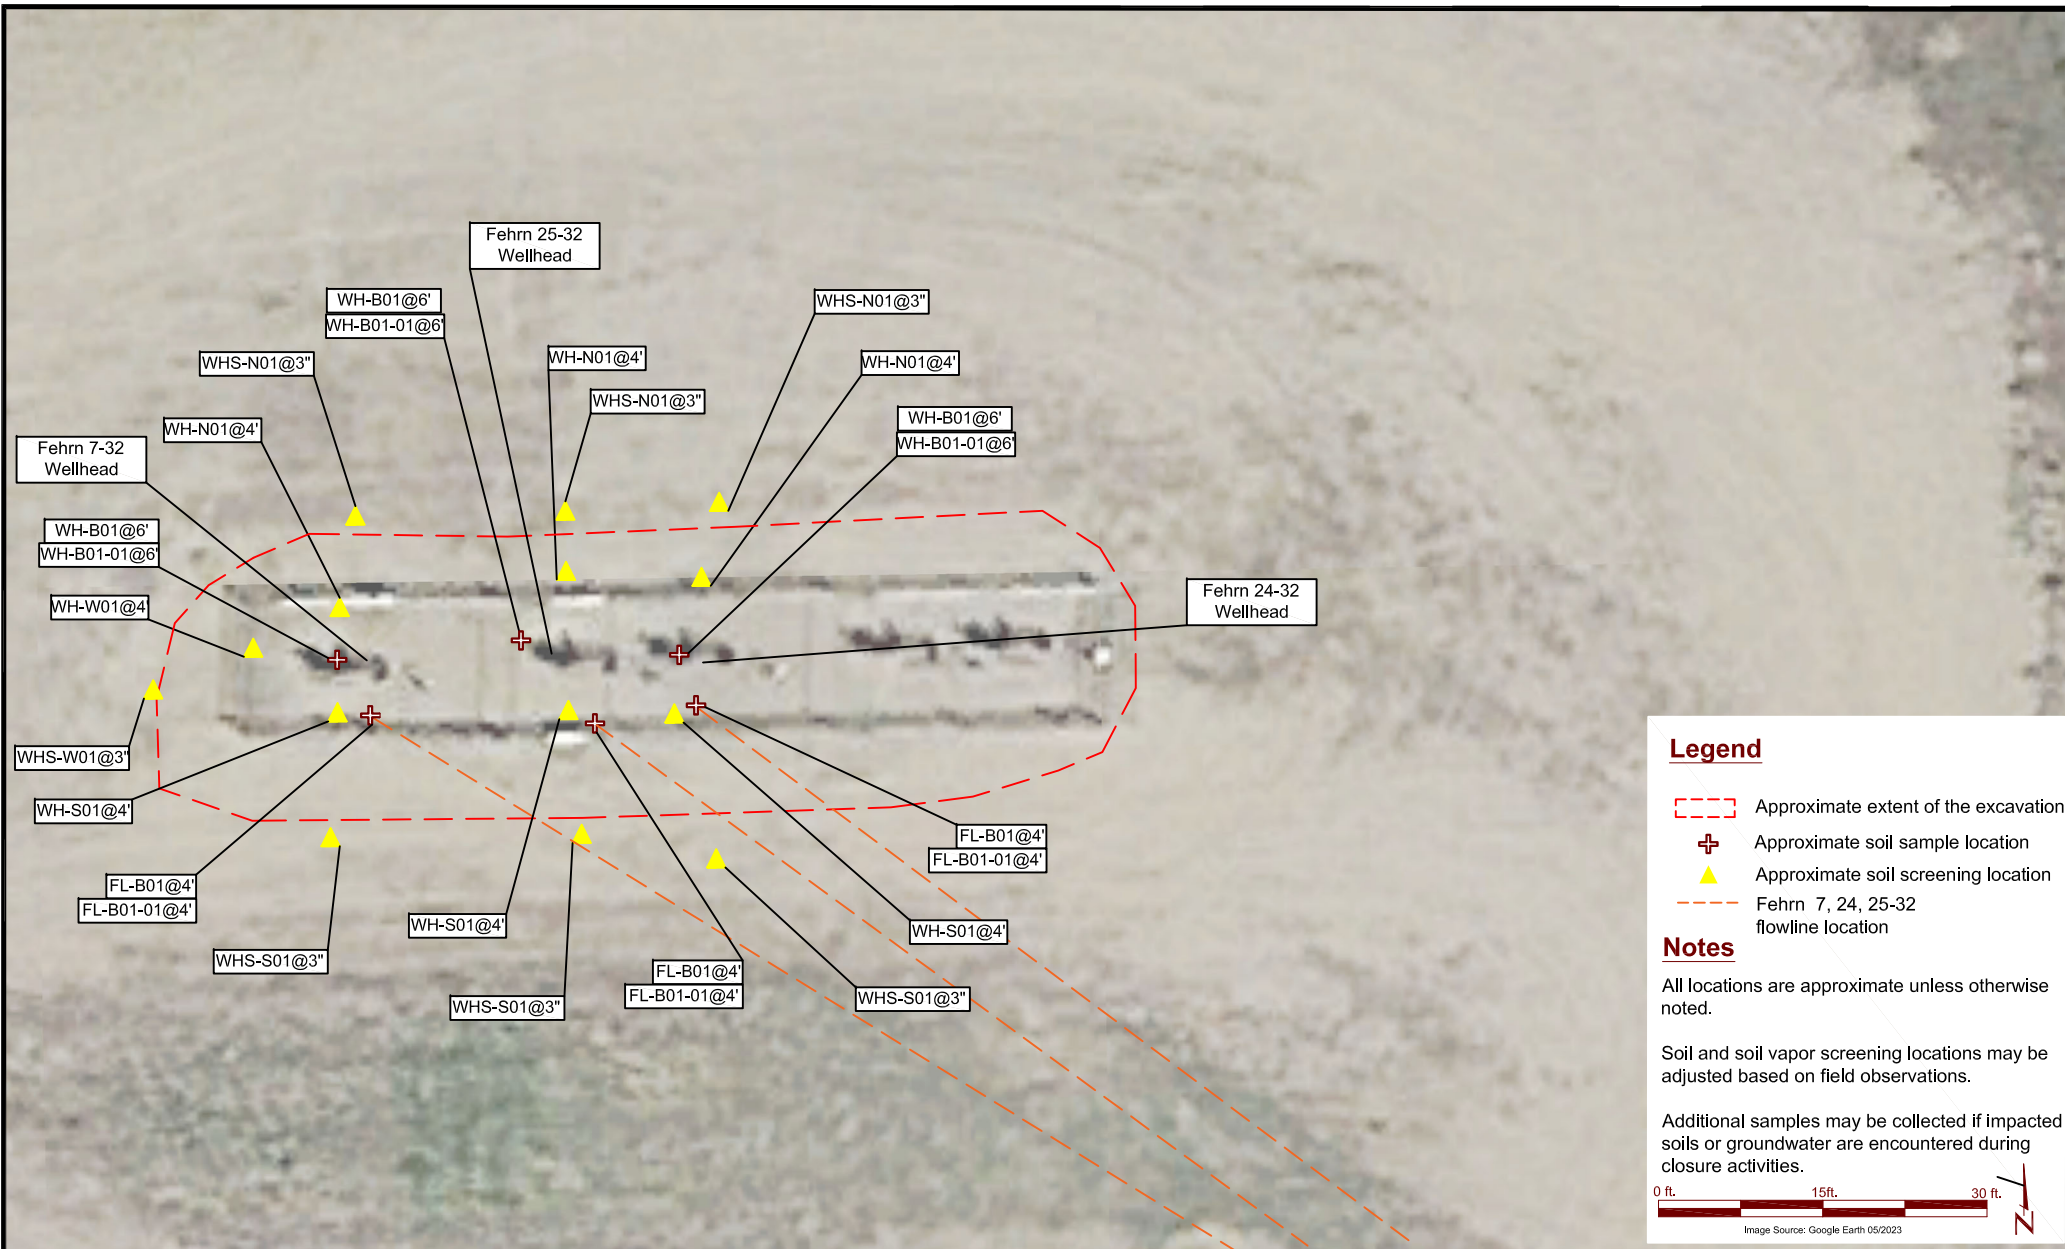 Fehrn 25-32
Wellhead
WH-B01@6'
WH-B01-01@6'
WHS-N01@3"
WHS-N01@3"
WH-N01@4'
WH-N01@4'
WHS-N01@3"
WH-N01@4'
WH-B01@6'
WH-B01-01@6'
Fehrn 7-32
Wellhead
WH-B01@6'
WH-B01-01@6'
WH-W01@4'
Fehrn 24-32
Wellhead
WHS-W01@3"
WH-S01@4'
FL-B01@4'
FL-B01-01@4'
FL-B01@4'
FL-B01-01@4'
WH-S01@4'
WH-S01@4'
WHS-S01@3"
FL-B01@4'
FL-B01-01@4'
WHS-S01@3"
WHS-S01@3"
Legend
Approximate extent of the excavation
Approximate soil sample location
Approximate soil screening location
Fehrn 7, 24, 25-32
flowline location
Notes
All locations are approximate unless otherwise
noted.
Soil and soil vapor screening locations may be
adjusted based on field observations.
Additional samples may be collected if impacted
soils or groundwater are encountered during
closure activities.
0 ft. 15ft. 30 ft.
N
Image Source: Google Earth 05/2023